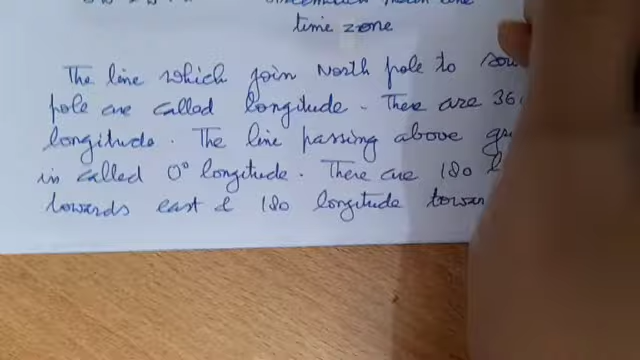 time zone
The line which join North pole to
pole are called longitude. There are 36
longitude. The line passing above
is called 0° longitude. There are 180
towards east & 180 longitude